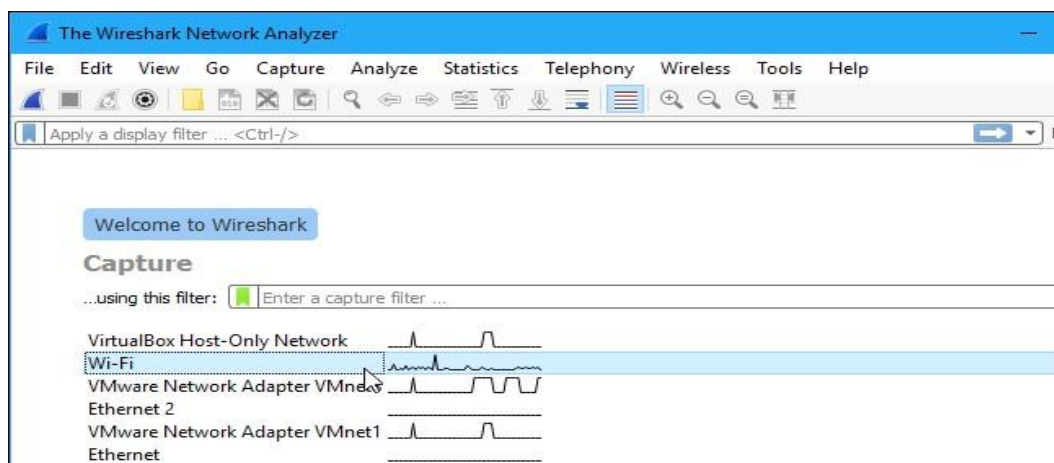 The Wireshark Network Analyzer
File Edit View Go Capture Analyze Statistics Telephony Wireless Tools Help
Apply a display filter ... <Ctrl-/>
Welcome to Wireshark
Capture
...using this filter: Enter a capture filter ...
VirtualBox Host-Only Network
Wi-Fi
VMware Network Adapter
Ethernet 2
VMware Network Adapter VMnet1
Ethernet